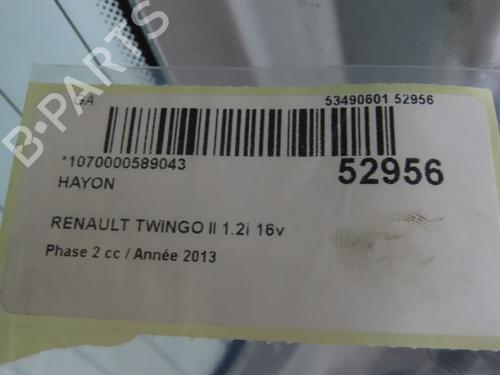 GA
53490601 52956
*1070000589043
52956
HAYON
RENAULT TWINGO II 1.2i 16v
Phase 2 cc / Année 2013
B-PARTS